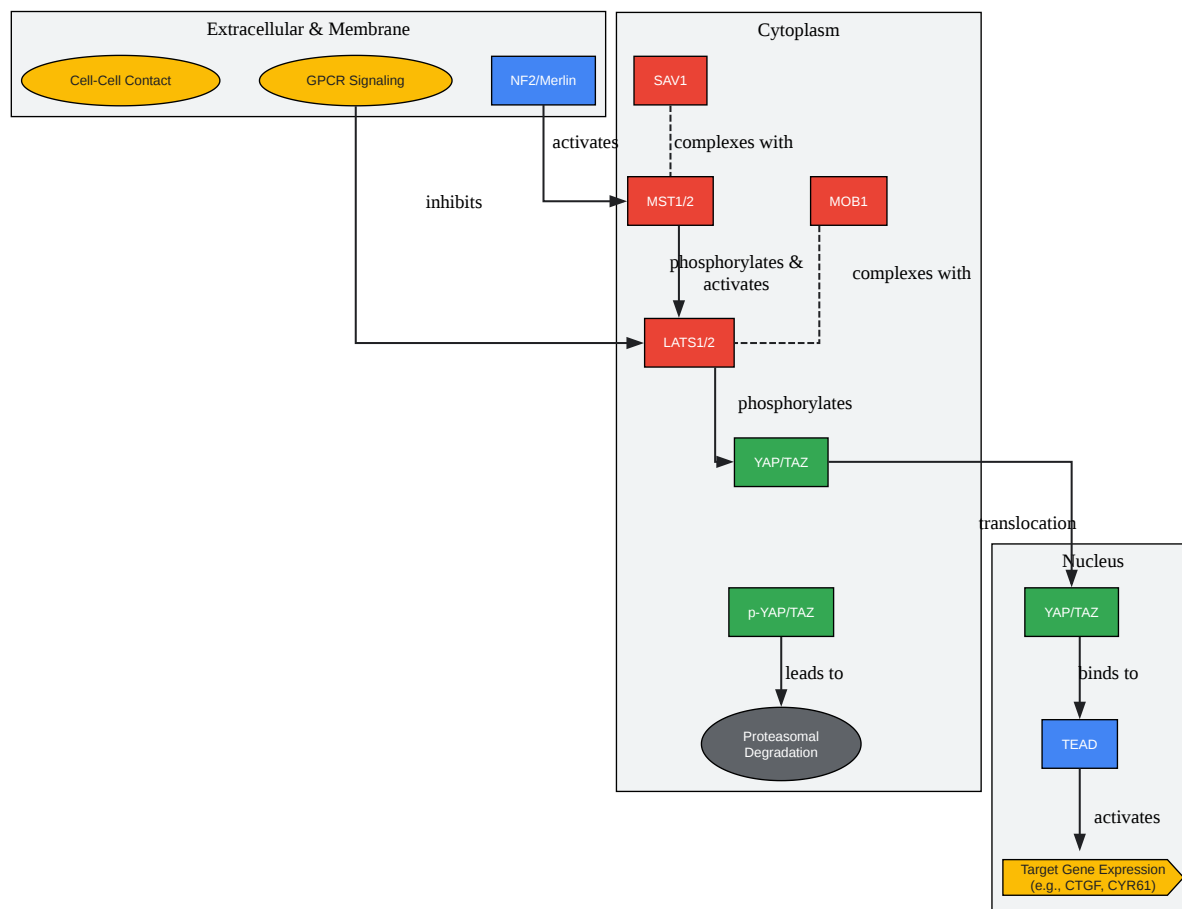 Extracellular & Membrane
Cytoplasm
Cell-Cell Contact
GPCR Signaling
NF2/Merlin
SAV1
activates
complexes with
inhibits
MST1/2
MOB1
phosphorylates &
activates
complexes with
LATS1/2
phosphorylates
YAP/TAZ
translocation
Nucleus
p-YAP/TAZ
YAP/TAZ
leads to
binds to
Proteasomal
Degradation
TEAD
activates
Target Gene Expression
(e.g., CTGF, CYR61)